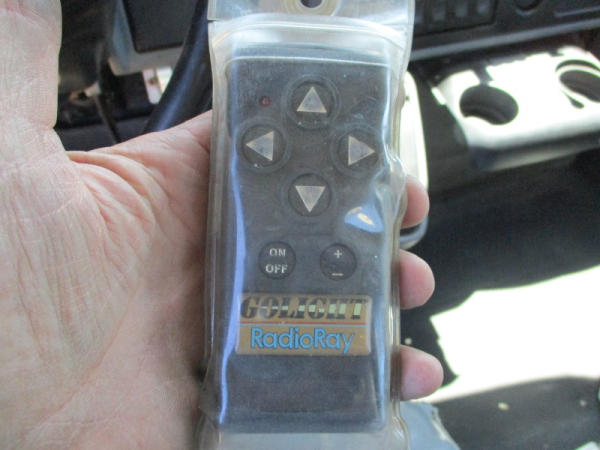 ON
OFF
+
–
GOLIGHT
RadioRay